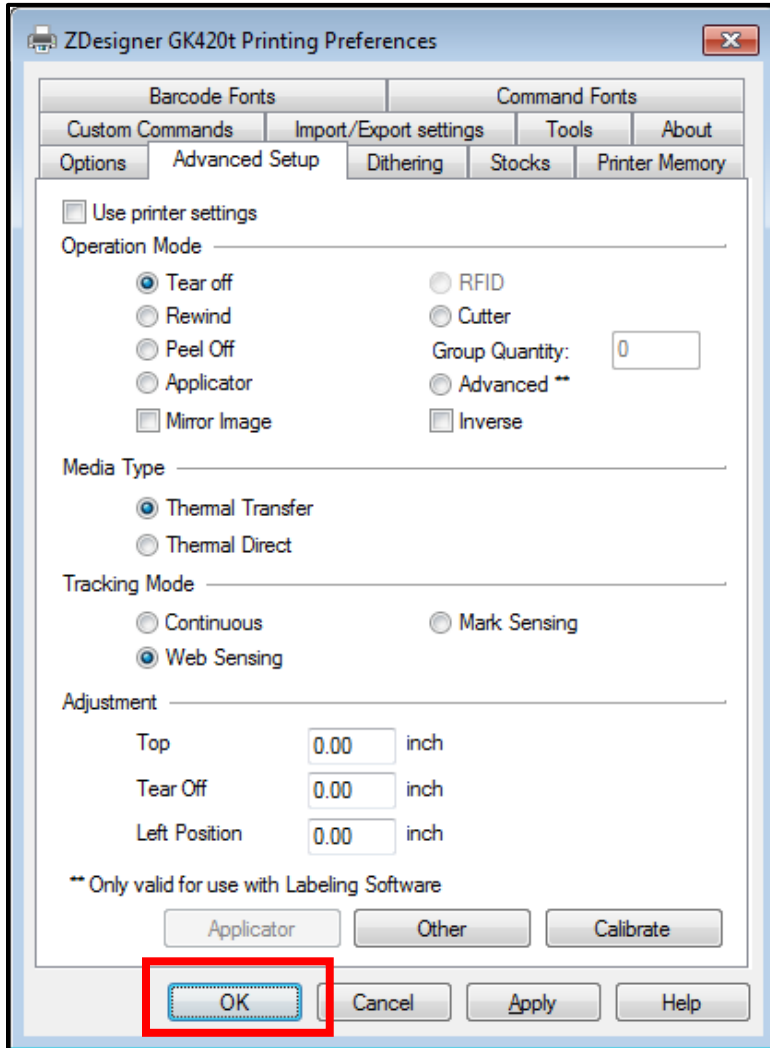 ZDesigner GK420t Printing Preferences
Barcode Fonts Command Fonts
Custom Commands Import/Export settings Tools About
Options Advanced Setup Dithering Stocks Printer Memory
Use printer settings
Operation Mode
Tear off RFID
Rewind Cutter
Peel Off Group Quantity: 0
Applicator Advanced **
Mirror Image Inverse
Media Type
Thermal Transfer
Thermal Direct
Tracking Mode
Continuous Mark Sensing
Web Sensing
Adjustment
Top 0.00 inch
Tear Off 0.00 inch
Left Position 0.00 inch
** Only valid for use with Labeling Software
Applicator Other Calibrate
OK Cancel Apply Help